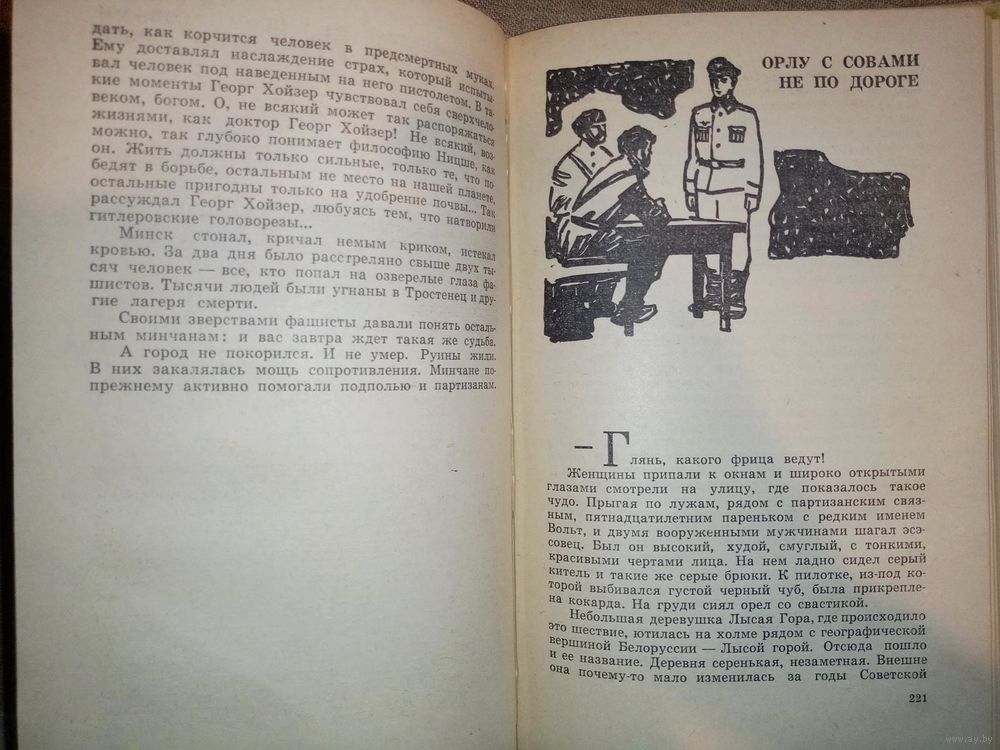 дать, как корчится человек в предсмертных муках.
Ему доставлял наслаждение страх, который испыты-
вал человек под наведенным на него пистолетом. В та-
кие моменты Георг Хойзер чувствовал себя сверхчело-
веком, богом. О, не всякий может так распоряжаться
жизнями, как доктор Георг Хойзер! Не всякий, воз-
можно, так глубоко понимает философию Ницше, как
он. Жить должны только сильные, только те, что по-
бедят в борьбе, остальным не место на нашей планете,
остальные пригодны только на удобрение почвы... Так
рассуждал Георг Хойзер, любуясь тем, что натворили
гитлеровские головорезы...
Минск стонал, кричал немым криком, истекал
кровью. За два дня было расстреляно свыше двух ты-
сяч человек — все, кто попал на озверелые глаза фа-
шистов. Тысячи людей были угнаны в Тростенец и дру-
гие лагеря смерти.
Своими зверствами фашисты давали понять осталь-
ным минчанам: и вас завтра ждет такая же судьба.
А город не покорился. И не умер. Руины жили.
В них закалялась мощь сопротивления. Минчане по-
прежнему активно помогали подполью и партизанам.
ОРЛУ С СОВАМИ
НЕ ПО ДОРОГЕ
— Глянь, какого фрица ведут!
Женщины припали к окнам и широко открытыми
глазами смотрели на улицу, где показалось такое
чудо. Прыгая по лужам, рядом с партизанским связ-
ным, пятнадцатилетним пареньком с редким именем
Вольт, и двумя вооруженными мужчинами шагал эсэ-
совец. Был он высокий, худой, смуглый, с тонкими,
красивыми чертами лица. На нем ладно сидел серый
китель и такие же серые брюки. К пилотке, из-под ко-
торой выбивался густой черный чуб, была прикрепле-
на кокарда. На груди сиял орел со свастикой.
Небольшая деревушка Лысая Гора, где происходило
это шествие, ютилась на холме рядом с географической
вершиной Белоруссии — Лысой горой. Отсюда пошло
и ее название. Деревня серенькая, незаметная. Внешне
она почему-то мало изменилась за годы Советской
221
www.ay.by